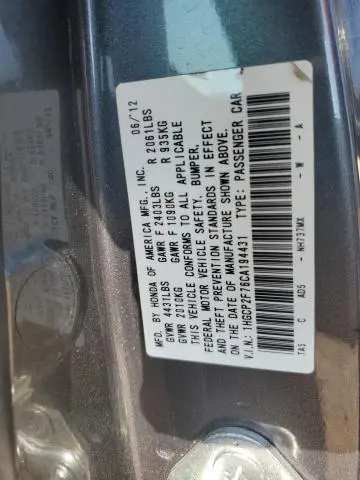 MFD. BY HONDA OF AMERICA MFG., INC. 06/12
GVWR 4431LBS GAWR F 2403LBS R 2061LBS
GVWR 2010KG GAWR F 1090KG R 935KG
THIS VEHICLE CONFORMS TO ALL APPLICABLE
FEDERAL MOTOR VEHICLE SAFETY, BUMPER,
AND THEFT PREVENTION STANDARDS IN EFFECT
ON THE DATE OF MANUFACTURE SHOWN ABOVE.
V.I.N.: 1HGCP2F76CA194431 TYPE: PASSENGER CAR
TA5 C AD5 - NH737MX - W - A